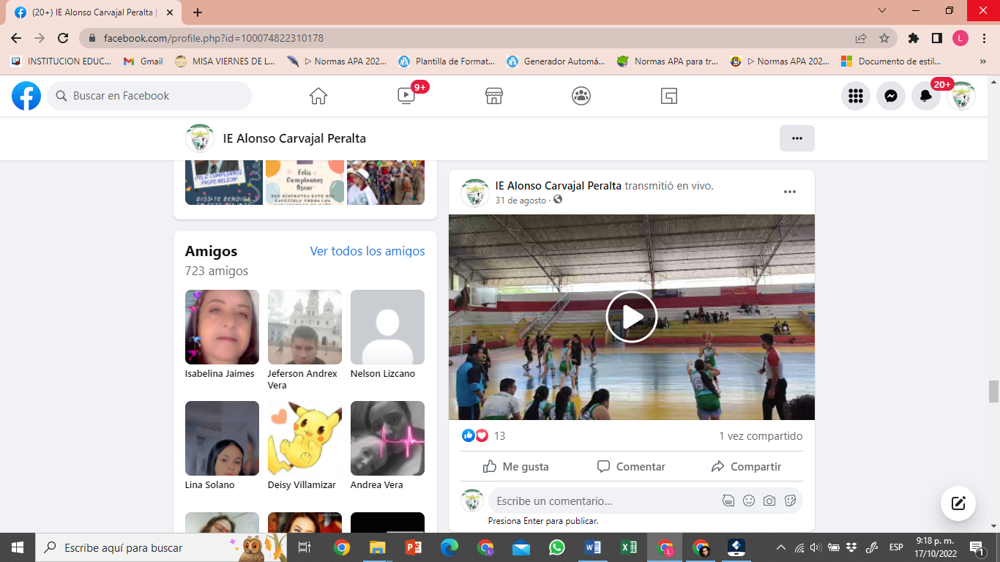 (20+) IE Alonso Carvajal Peralta |
facebook.com/profile.php?id=100074822310178
L
INSTITUCION EDUC...
Gmail
MISA VIERNES DE L...
▷ Normas APA 202...
Plantilla de Format...
Generador Automá...
Normas APA para tr...
▷ Normas APA 202...
Documento de estil...
»
Buscar en Facebook
9+
20+
IE Alonso Carvajal Peralta
¡FELIZ CUMPLEAÑOS
PROFE NELSON!
DIOS TE BENDIGA
Feliz
Cumpleaños
Oscar
QUE DISFRUTES ESTE DIA
IE Alonso Carvajal Peralta transmitió en vivo.
31 de agosto ·
Amigos
Ver todos los amigos
723 amigos
Isabelina Jaimes
Jeferson Andrex
Vera
Nelson Lizcano
Lina Solano
Deisy Villamizar
Andrea Vera
13
1 vez compartido
Me gusta
Comentar
Compartir
Escribe un comentario...
Presiona Enter para publicar.
Escribe aquí para buscar
ESP
9:18 p. m.
17/10/2022
1